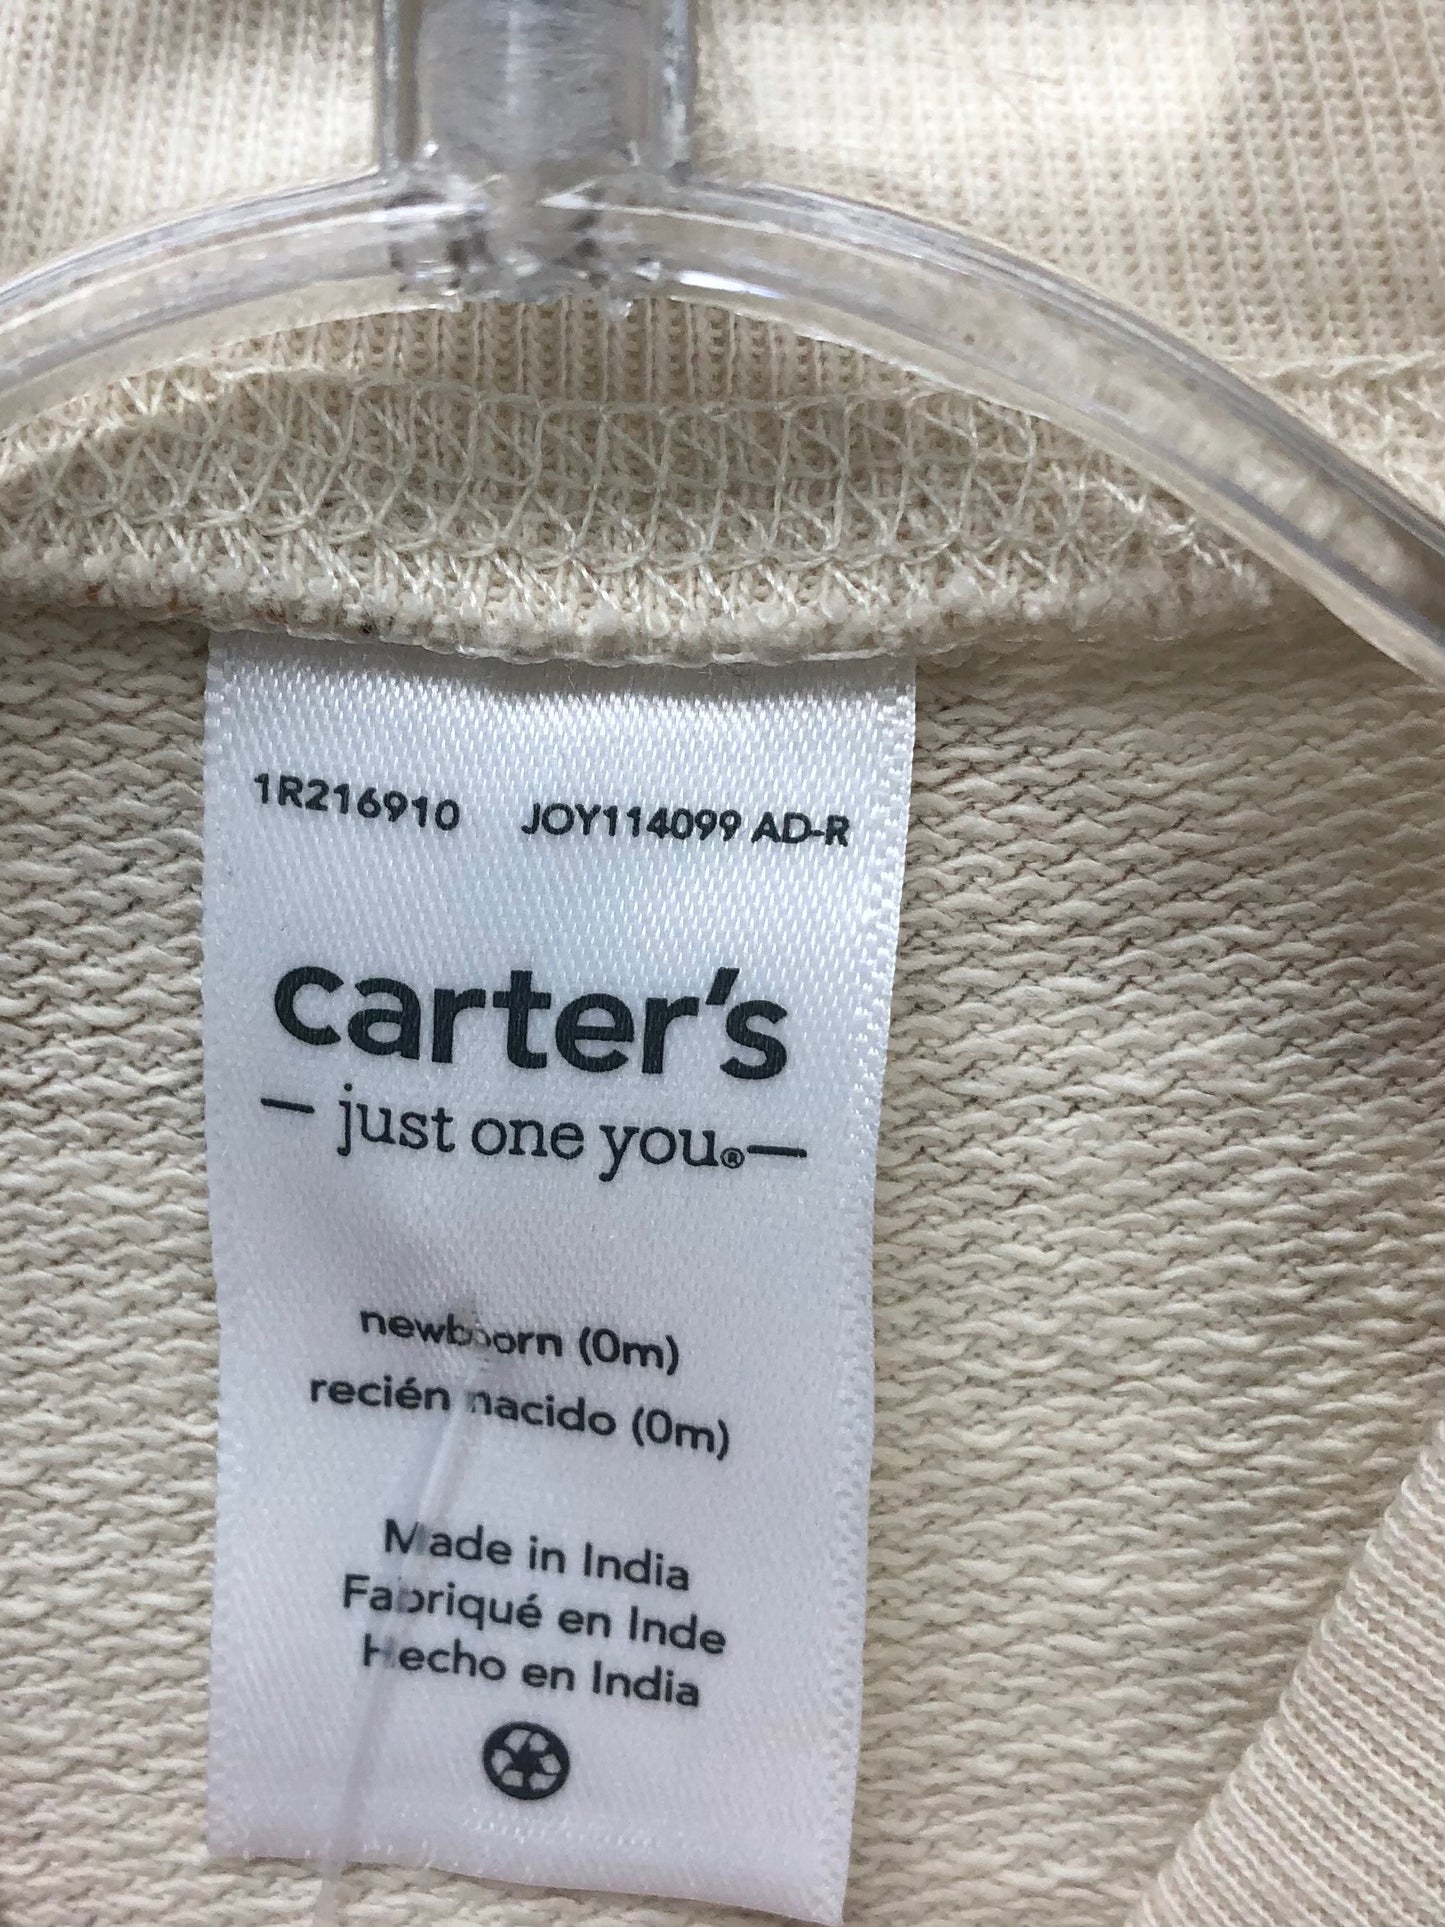 1R216910 JOY114099 AD-R
carter's
— just one you®—
newborn (0m)
recién nacido (0m)
Made in India
Fabriqué en Inde
Hecho en India